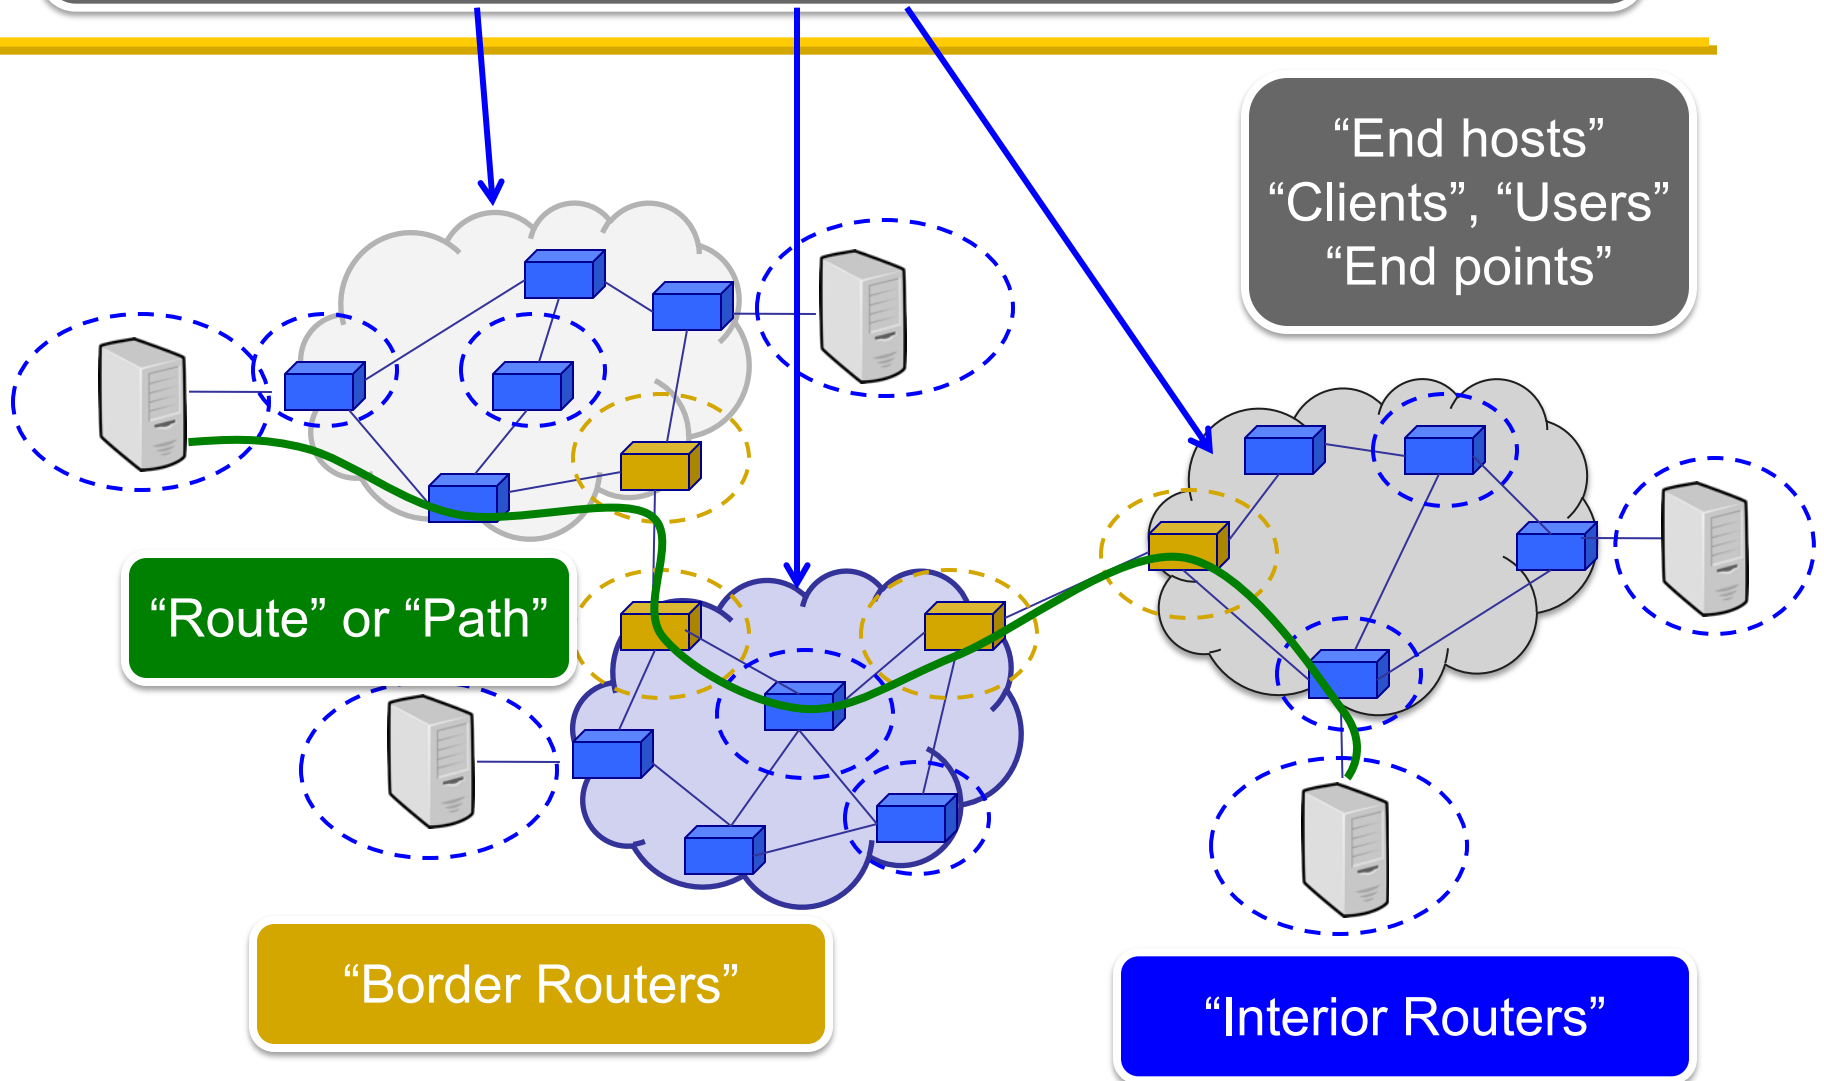 “End hosts”
“Clients”, “Users”
“End points”
“Route” or “Path”
“Border Routers”
“Interior Routers”